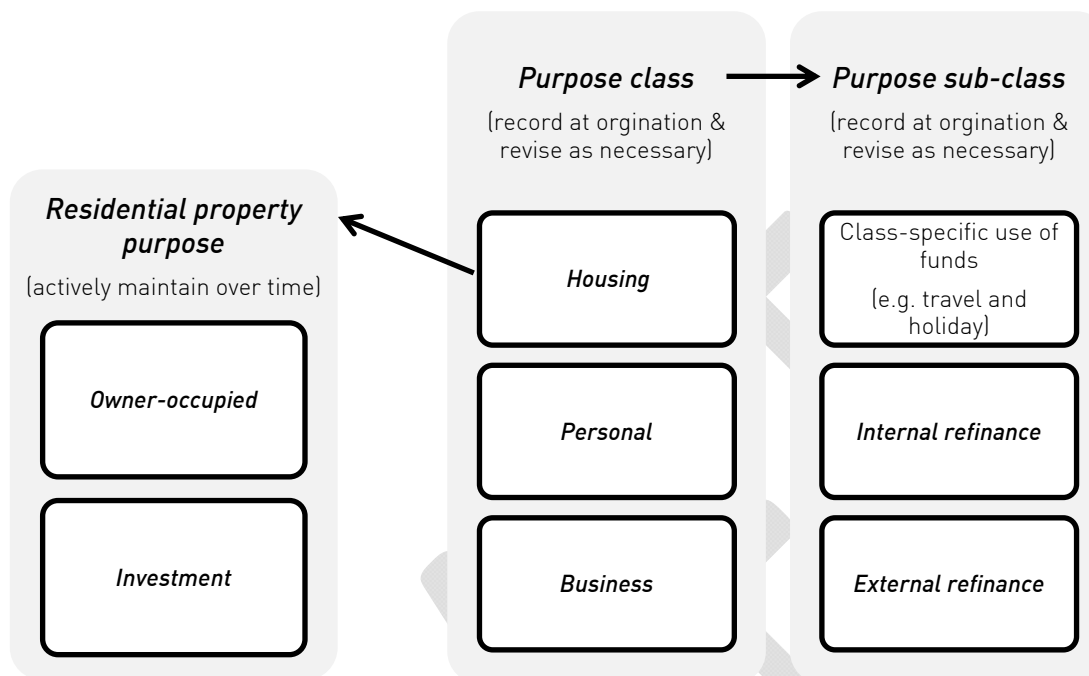 Residential property
purpose
(actively maintain over time)
Owner-occupied
Investment
Purpose class
(record at orgination &
revise as necessary)
Housing
Personal
Business
Purpose sub-class
(record at orgination &
revise as necessary)
Class-specific use of
funds
(e.g. travel and
holiday)
Internal refinance
External refinance